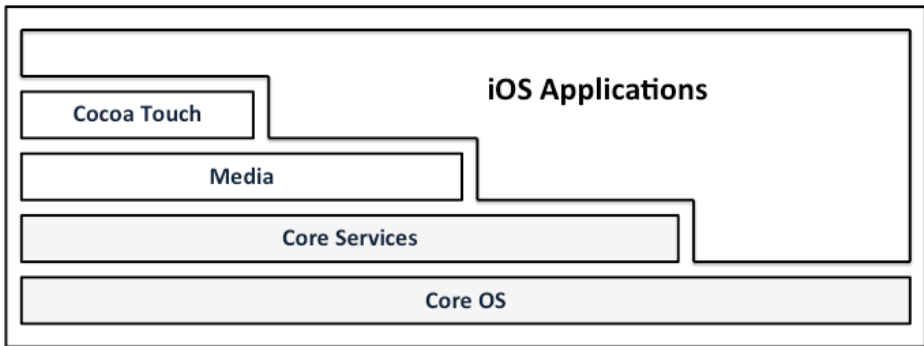 iOS Applications
Cocoa Touch
Media
Core Services
Core OS